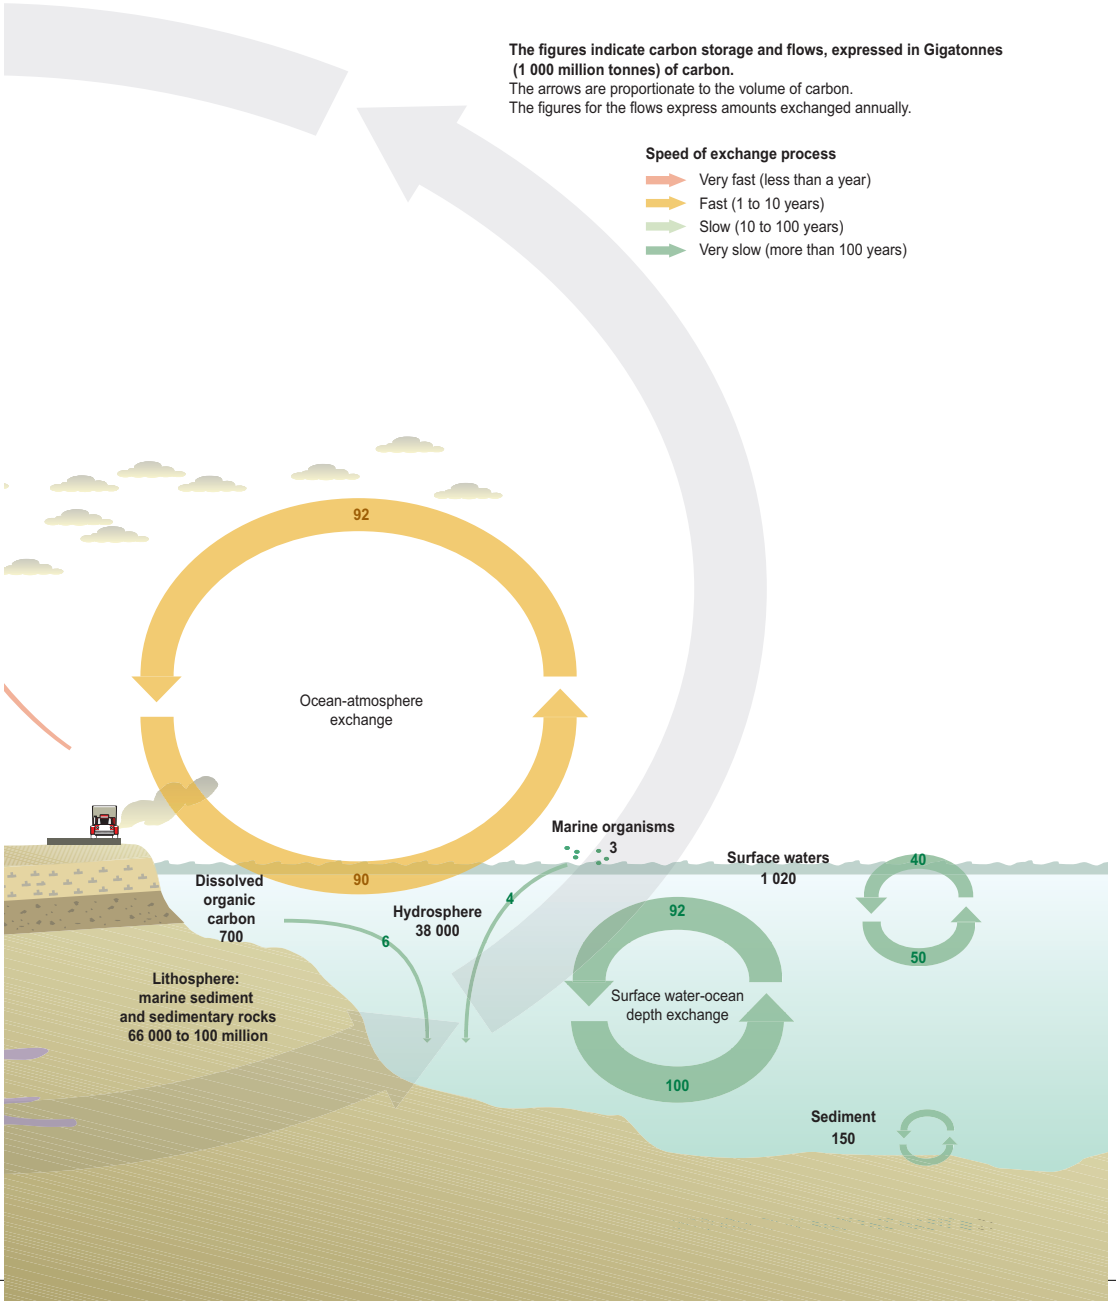 The figures indicate carbon storage and flows, expressed in Gigatonnes
(1 000 million tonnes) of carbon.
The arrows are proportionate to the volume of carbon.
The figures for the flows express amounts exchanged annually.
Speed of exchange process
Very fast (less than a year)
Fast (1 to 10 years)
Slow (10 to 100 years)
Very slow (more than 100 years)
92
Ocean-atmosphere
exchange
90
Marine organisms
3
Surface waters
1 020
40
50
Dissolved
organic
carbon
700
6
Hydrosphere
38 000
4
92
Surface water-ocean
depth exchange
100
Lithosphere:
marine sediment
and sedimentary rocks
66 000 to 100 million
Sediment
150